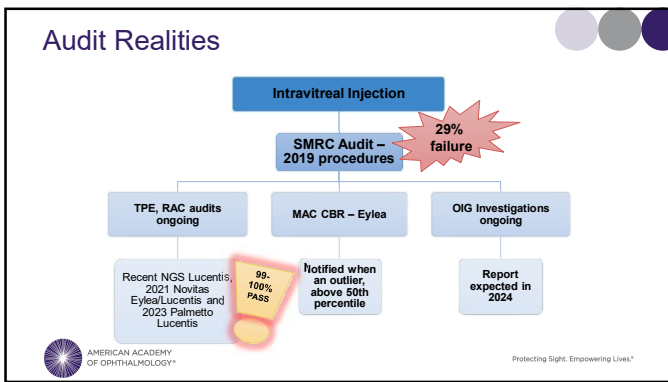 Audit Realities
Intravitreal Injection
SMRC Audit –
2019 procedures
29%
failure
TPE, RAC audits
ongoing
MAC CBR – Eylea
OIG Investigations
ongoing
Recent NGS Lucentis,
2021 Novitas
Eylea/Lucentis and
2023 Palmetto
Lucentis
99-
100%
PASS
Notified when
an outlier,
above 50th
percentile
Report
expected in
2024
AMERICAN ACADEMY
OF OPHTHALMOLOGY®
Protecting Sight. Empowering Lives.®